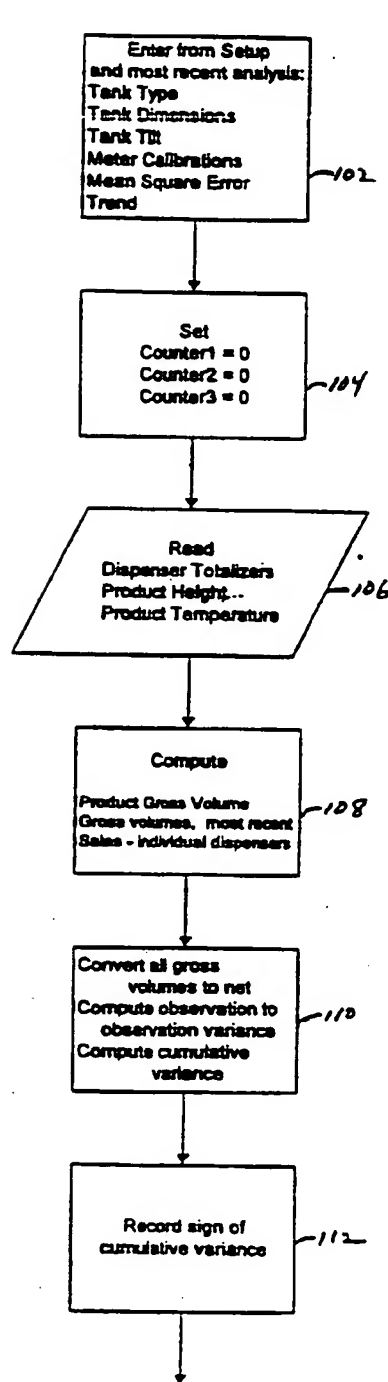 Enter from Setup
and most recent analysis:
Tank Type
Tank Dimensions
Tank Tilt
Meter Calibrations
Mean Square Error
Trend
102
Set
Counter1 = 0
Counter2 = 0
Counter3 = 0
104
Read
Dispenser Totalizers
Product Height...
Product Temperature
106
Compute
Product Gross Volume
Gross volumes, most recent
Sales - individual dispensers
108
Convert all gross
volumes to net
Compute observation to
observation variance
Compute cumulative
variance
110
Record sign of
cumulative variance
112